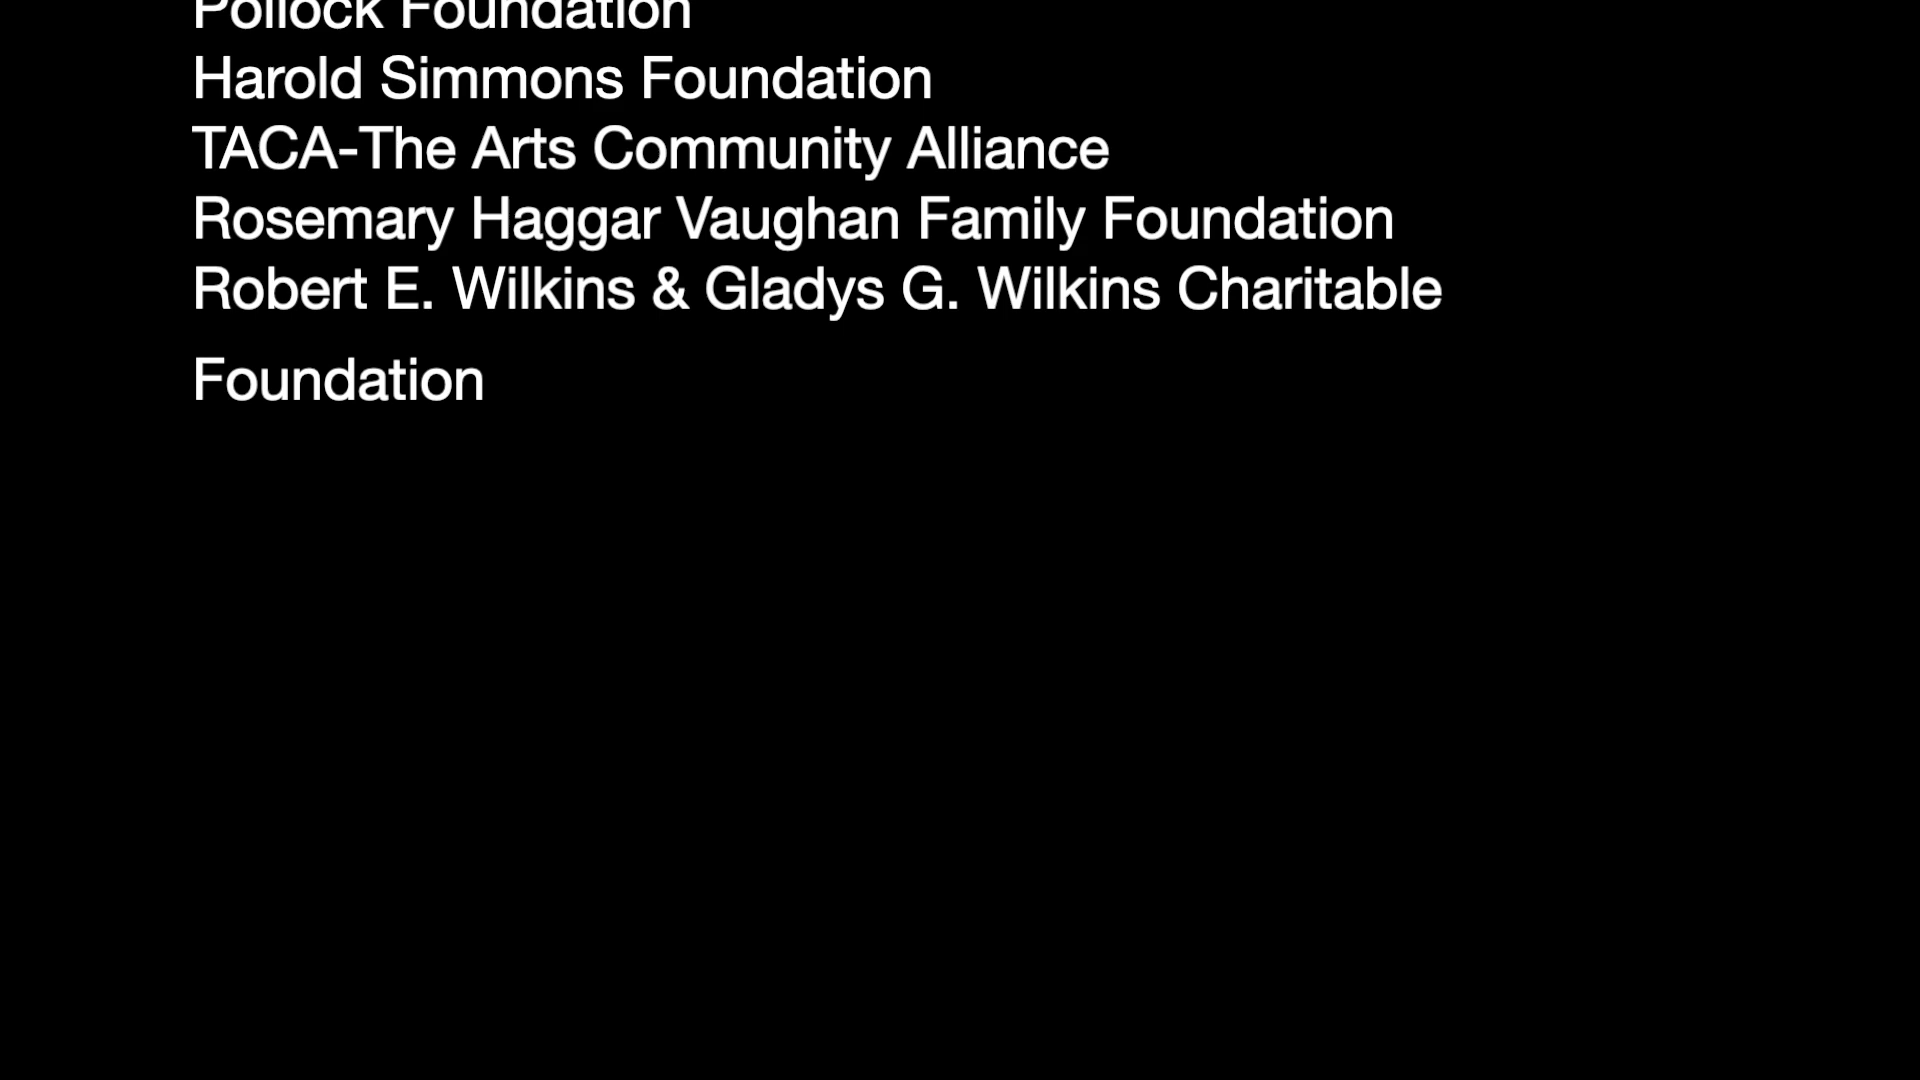 Pollock Foundation
Harold Simmons Foundation
TACA-The Arts Community Alliance
Rosemary Haggar Vaughan Family Foundation
Robert E. Wilkins & Gladys G. Wilkins Charitable
Foundation